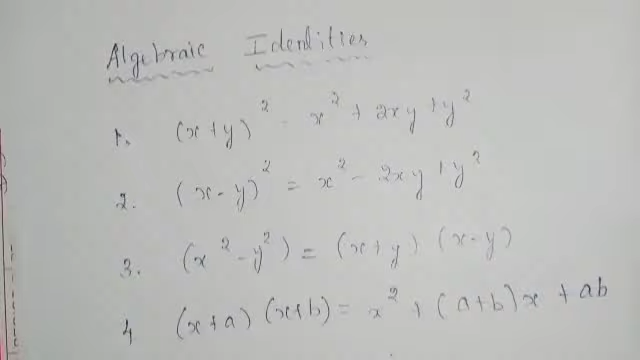 Algebraic Identities
1. (x+y)² - x² + 2xy + y²
2. (x-y)² = x² - 2xy + y²
3. (x² - y²) = (x+y) (x-y)
4 (x+a) (x+b) = x² + (a+b)x + ab